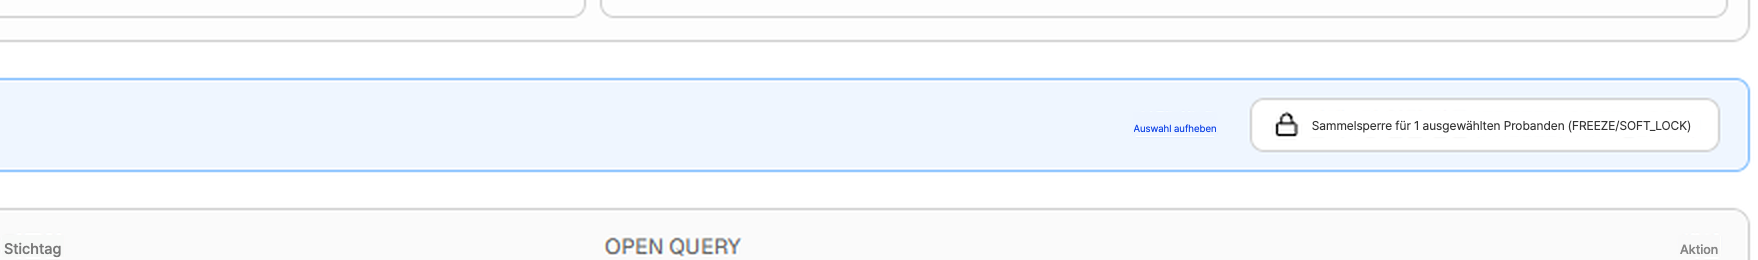 Auswahl aufheben
Sammelsperre für 1 ausgewählten Probanden (FREEZE/SOFT_LOCK)
Stichtag OPEN QUERY Aktion